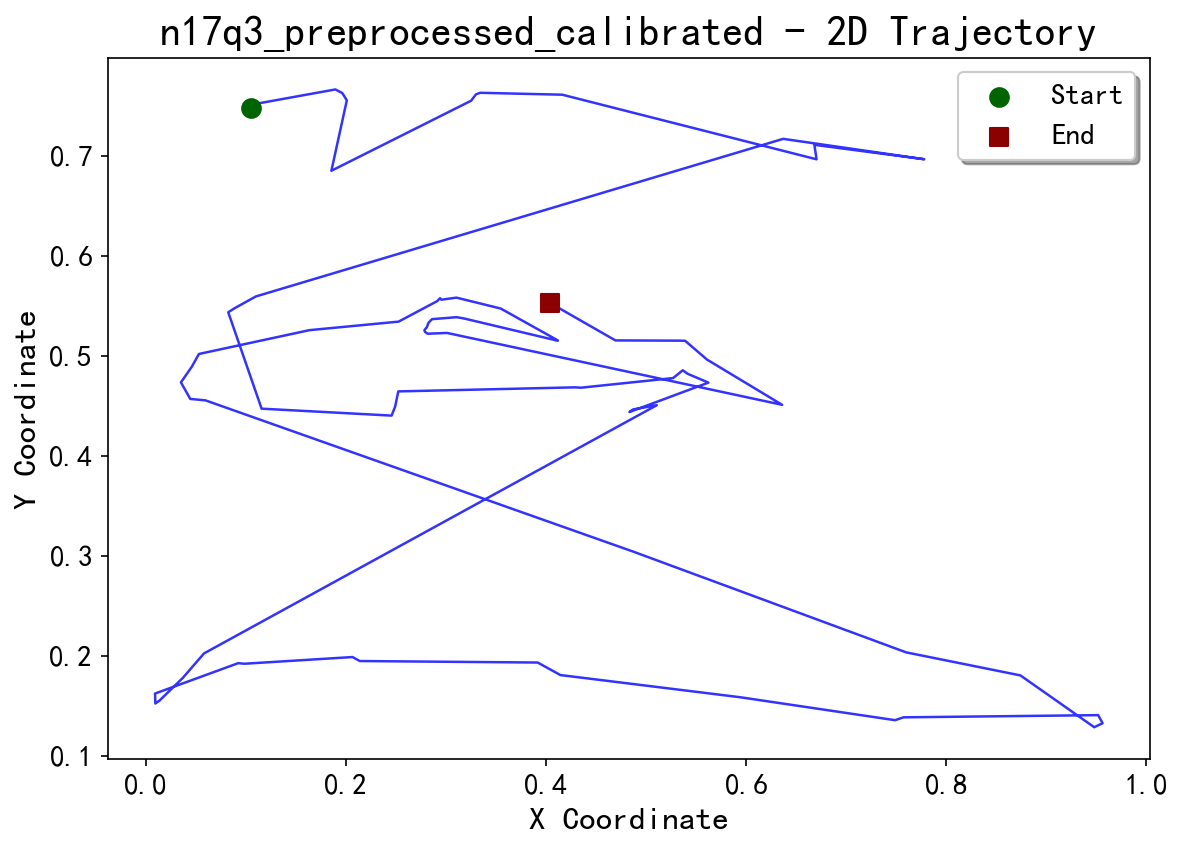 n17q3_preprocessed_calibrated - 2D Trajectory
Start
End
0.7
0.6
0.5
0.4
0.3
0.2
0.1
Y Coordinate
0.0 0.2 0.4 0.6 0.8 1.0
X Coordinate